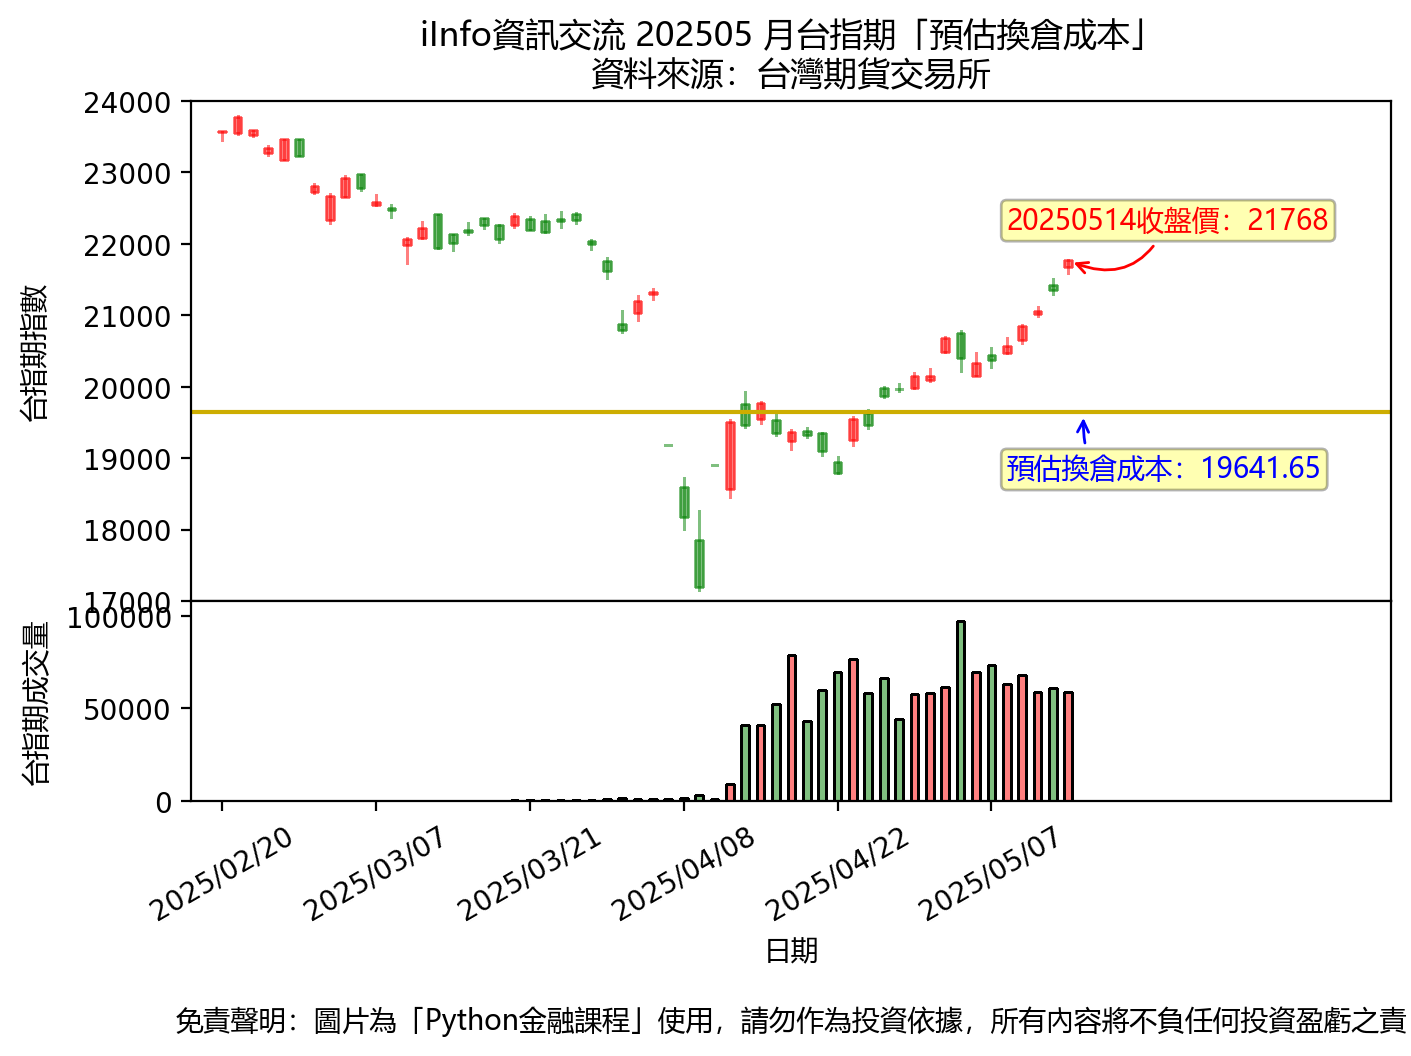 iInfo資訊交流 202505 月台指期「預估換倉成本」
資料來源：台灣期貨交易所
台指期指數
24000
23000
22000
21000
20000
19000
18000
17000
20250514收盤價：21768
預估換倉成本：19641.65
台指期成交量
100000
50000
0
2025/02/20
2025/03/07
2025/03/21
2025/04/08
2025/04/22
2025/05/07
日期
免責聲明：圖片為「Python金融課程」使用，請勿作為投資依據，所有內容將不負任何投資盈虧之責